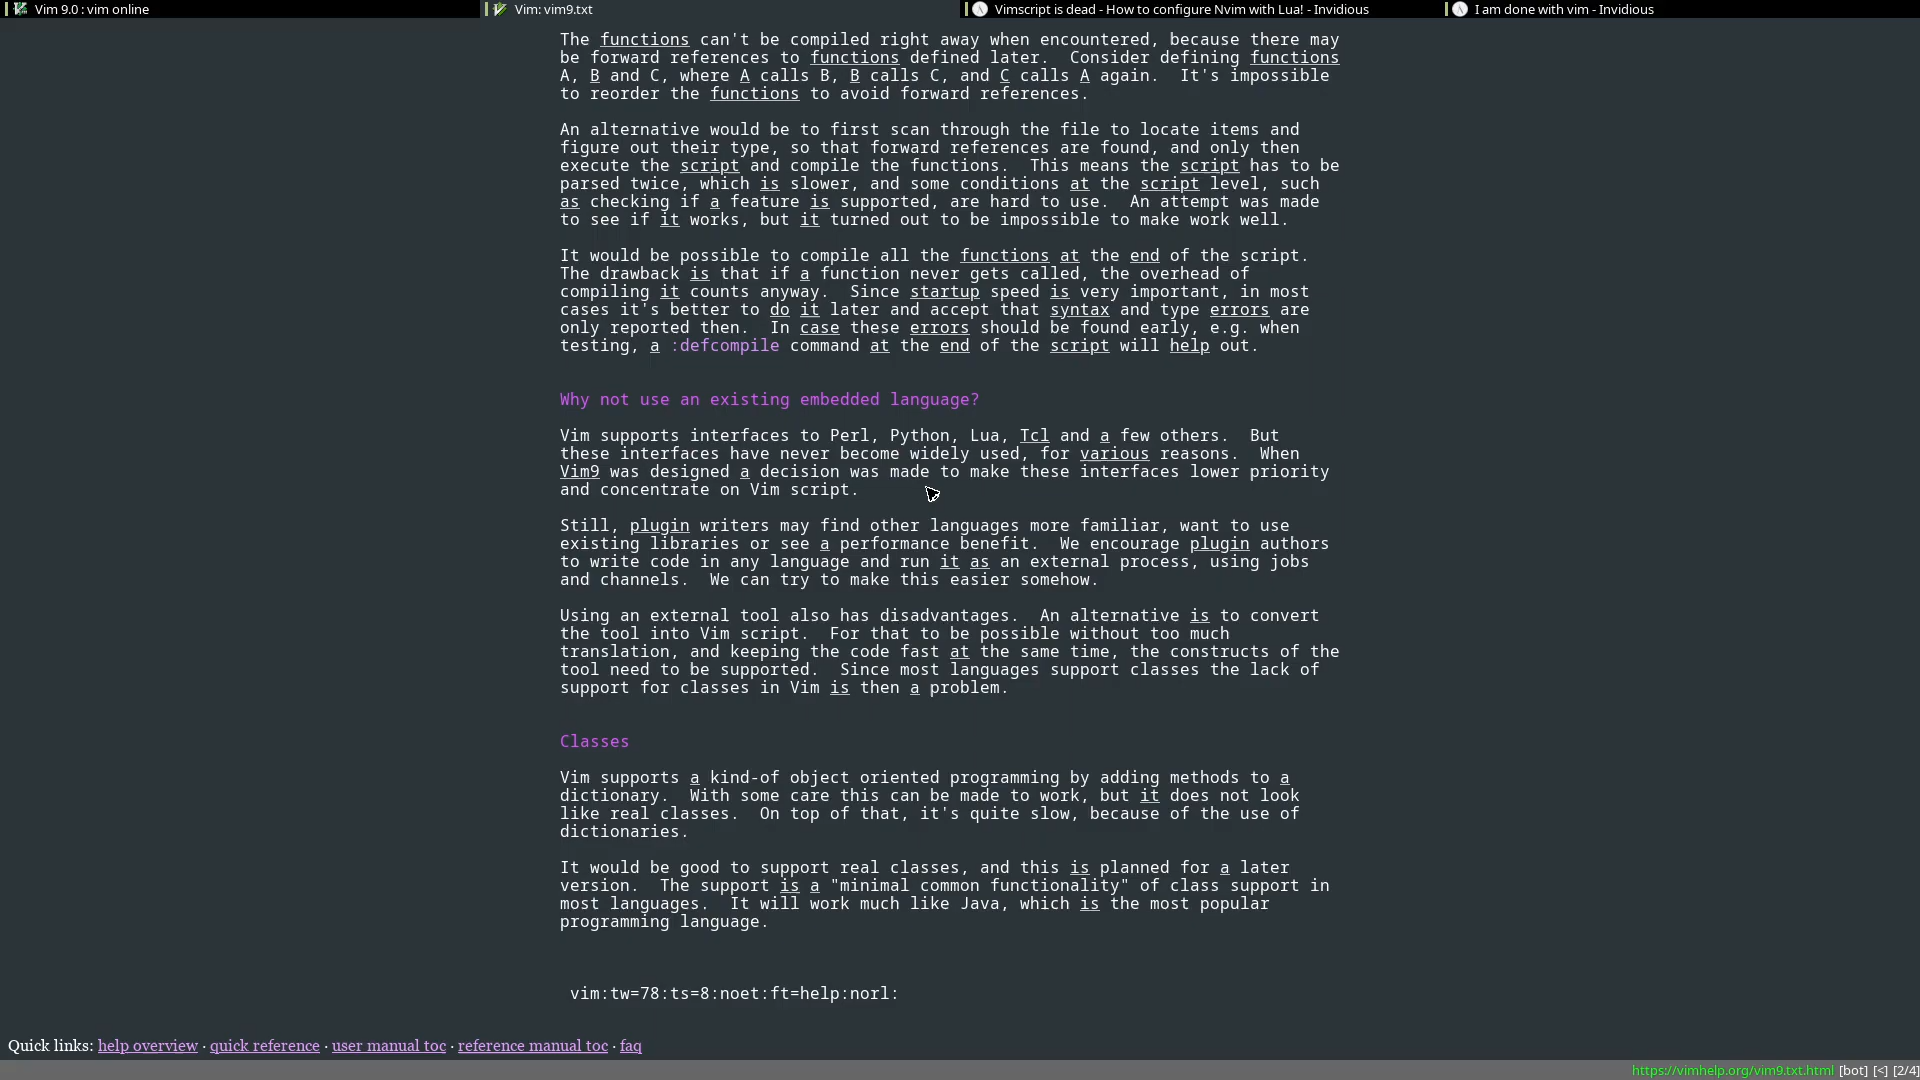 Vim 9.0 : vim online
Vim: vim9.txt
Vimscript is dead - How to configure Nvim with Lua! - Invidious
I am done with vim - Invidious
The functions can't be compiled right away when encountered, because there may
be forward references to functions defined later.  Consider defining functions
A, B and C, where A calls B, B calls C, and C calls A again.  It's impossible
to reorder the functions to avoid forward references.
An alternative would be to first scan through the file to locate items and
figure out their type, so that forward references are found, and only then
execute the script and compile the functions.  This means the script has to be
parsed twice, which is slower, and some conditions at the script level, such
as checking if a feature is supported, are hard to use.  An attempt was made
to see if it works, but it turned out to be impossible to make work well.
It would be possible to compile all the functions at the end of the script.
The drawback is that if a function never gets called, the overhead of
compiling it counts anyway.  Since startup speed is very important, in most
cases it's better to do it later and accept that syntax and type errors are
only reported then.  In case these errors should be found early, e.g. when
testing, a :defcompile command at the end of the script will help out.
Why not use an existing embedded language?
Vim supports interfaces to Perl, Python, Lua, Tcl and a few others.  But
these interfaces have never become widely used, for various reasons.  When
Vim9 was designed a decision was made to make these interfaces lower priority
and concentrate on Vim script.
Still, plugin writers may find other languages more familiar, want to use
existing libraries or see a performance benefit.  We encourage plugin authors
to write code in any language and run it as an external process, using jobs
and channels.  We can try to make this easier somehow.
Using an external tool also has disadvantages.  An alternative is to convert
the tool into Vim script.  For that to be possible without too much
translation, and keeping the code fast at the same time, the constructs of the
tool need to be supported.  Since most languages support classes the lack of
support for classes in Vim is then a problem.
Classes
Vim supports a kind-of object oriented programming by adding methods to a
dictionary.  With some care this can be made to work, but it does not look
like real classes.  On top of that, it's quite slow, because of the use of
dictionaries.
It would be good to support real classes, and this is planned for a later
version.  The support is a "minimal common functionality" of class support in
most languages.  It will work much like Java, which is the most popular
programming language.
vim:tw=78:ts=8:noet:ft=help:norl:
Quick links: help overview · quick reference · user manual toc · reference manual toc · faq
https://vimhelp.org/vim9.txt.html [bot] [<] [2/4]